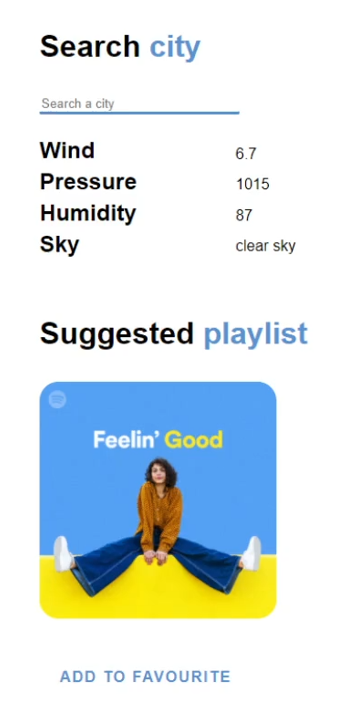 Search city
Search a city
Wind 6.7
Pressure 1015
Humidity 87
Sky clear sky
Suggested playlist
Feelin' Good
ADD TO FAVOURITE